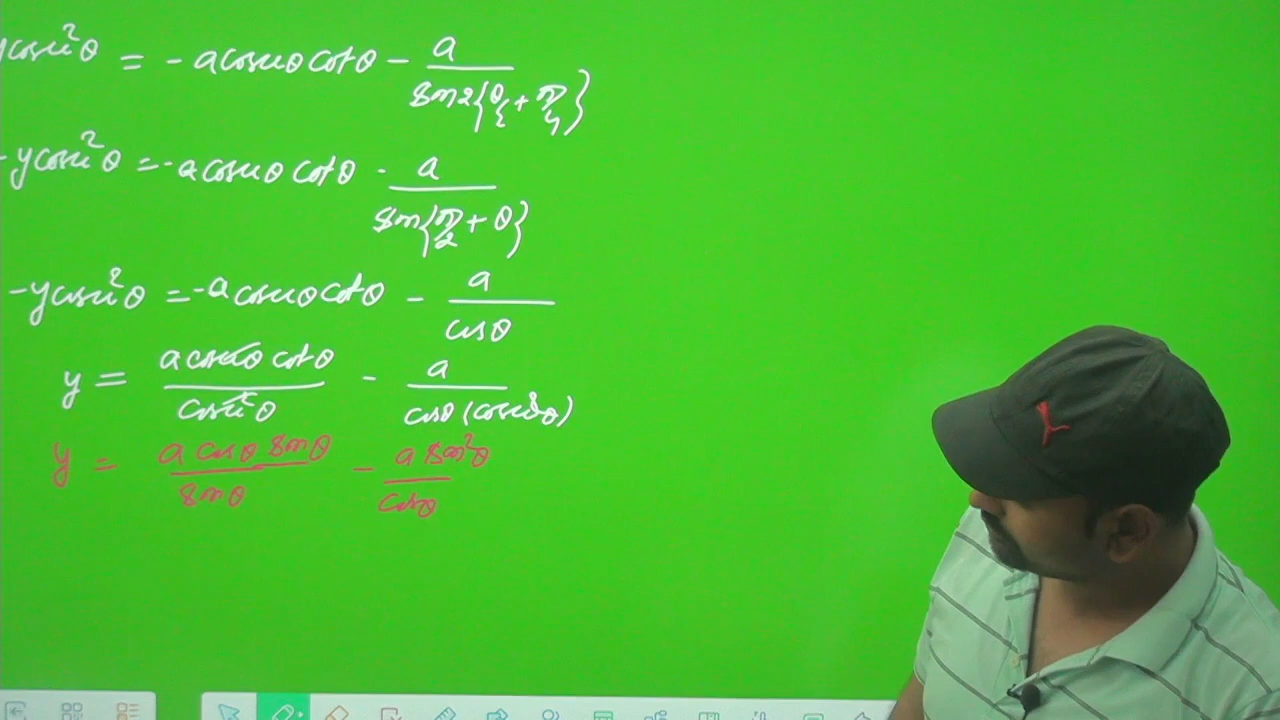 ycosec²θ = -acosecθ cotθ - a/sin2{θ/2 + π/4}
-ycosec²θ = -acosecθ cotθ - a/sin{π/2 + θ}
-ycosec²θ = -acosecθ cotθ - a/cosθ
y = acosecθ cotθ/cosec²θ - a/cosθ(cosec²θ)
y = a cosθ sinθ/sinθ - a sin²θ/cosθ